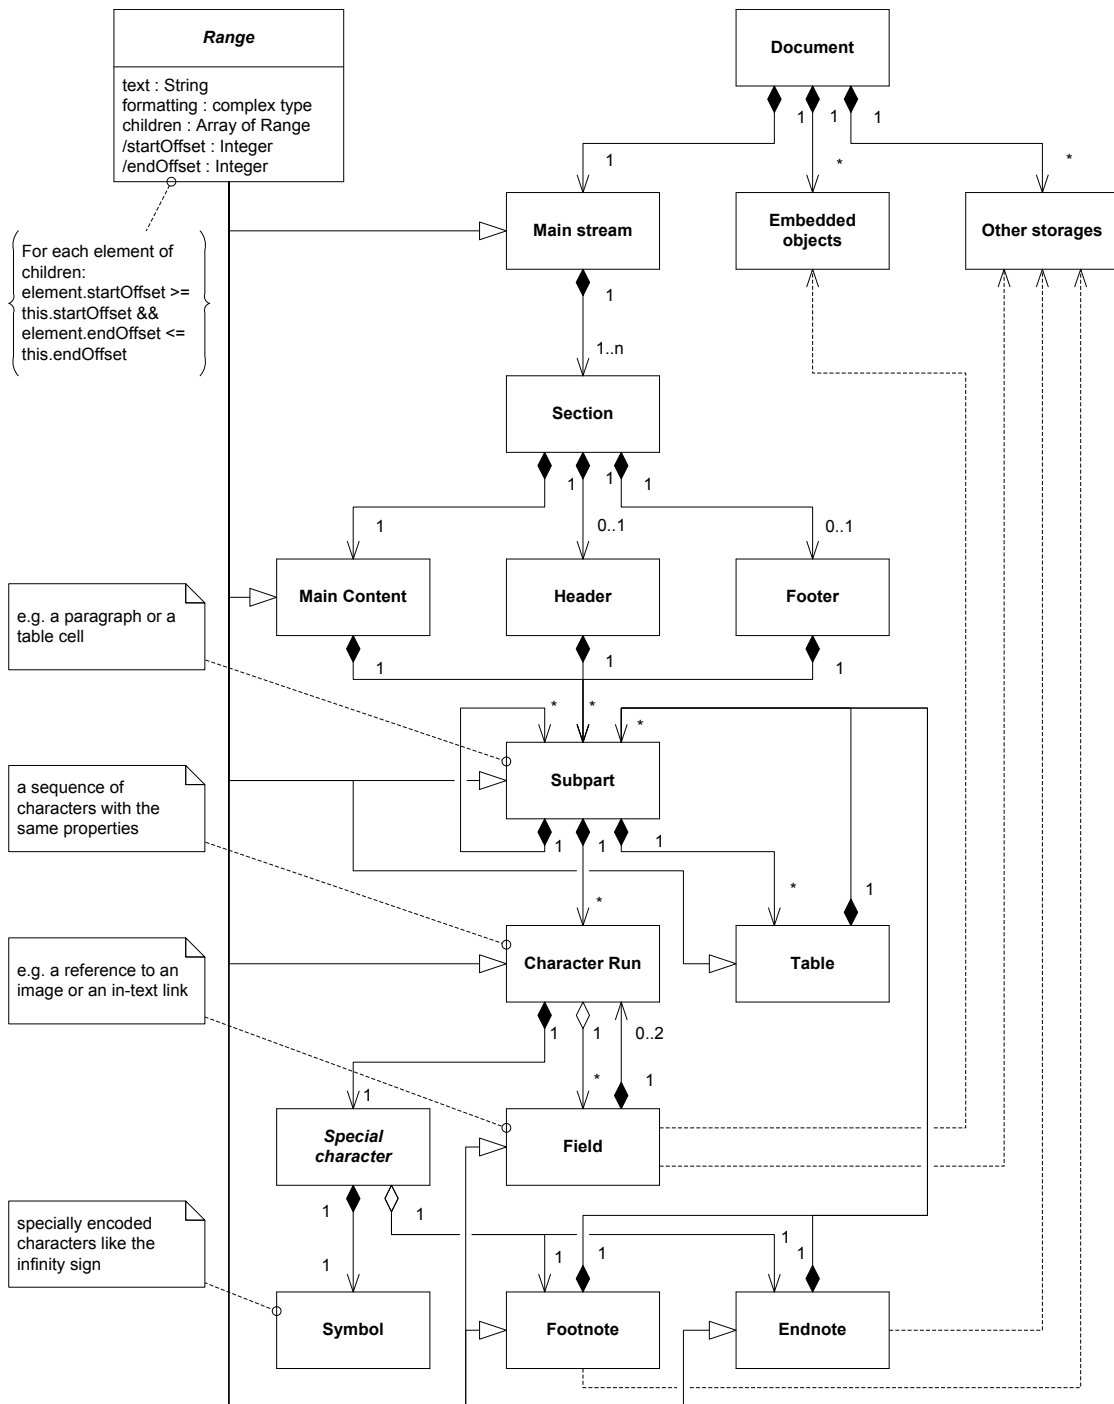 Range
text : String
formatting : complex type
children : Array of Range
/startOffset : Integer
/endOffset : Integer
Document
1
1
1
1
*
*
For each element of
children:
element.startOffset >=
this.startOffset &&
element.endOffset <=
this.endOffset
Main stream
Embedded
objects
Other storages
1
1..n
Section
1
1
1
1
0..1
0..1
e.g. a paragraph or a
table cell
Main Content
Header
Footer
1
1
1
*
*
*
Subpart
a sequence of
characters with the
same properties
1
1
1
1
*
*
Character Run
Table
e.g. a reference to an
image or an in-text link
1
1
0..2
1
*
1
Special
character
Field
1
1
1
1
1
1
specially encoded
characters like the
infinity sign
1
1
Symbol
Footnote
Endnote